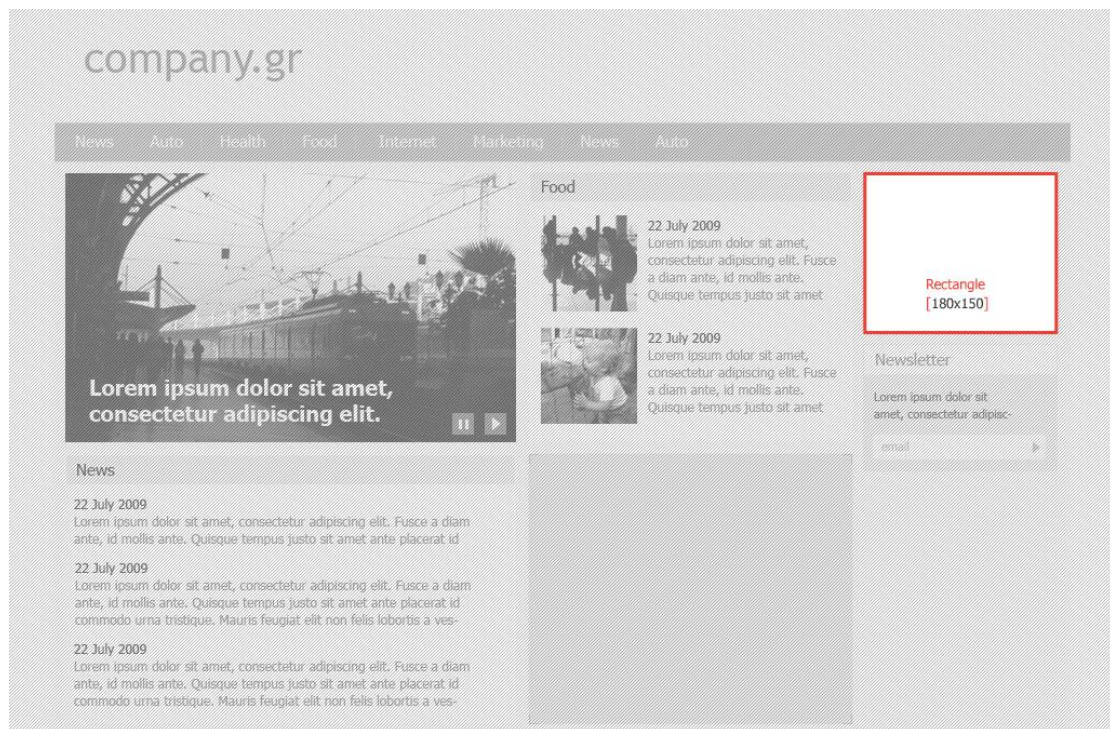 company.gr
News Auto Health Food Internet Marketing News Auto
Lorem ipsum dolor sit amet,
consectetur adipiscing elit.
News
22 July 2009
Lorem ipsum dolor sit amet, consectetur adipiscing elit. Fusce a diam
ante, id mollis ante. Quisque tempus justo sit amet ante placerat id
22 July 2009
Lorem ipsum dolor sit amet, consectetur adipiscing elit. Fusce a diam
ante, id mollis ante. Quisque tempus justo sit amet ante placerat id
commodo urna tristique. Mauris feugiat elit non felis lobortis a ves-
22 July 2009
Lorem ipsum dolor sit amet, consectetur adipiscing elit. Fusce a diam
ante, id mollis ante. Quisque tempus justo sit amet ante placerat id
commodo urna tristique. Mauris feugiat elit non felis lobortis a ves-
Food
22 July 2009
Lorem ipsum dolor sit amet,
consectetur adipiscing elit. Fusce
a diam ante, id mollis ante.
Quisque tempus justo sit amet
22 July 2009
Lorem ipsum dolor sit amet,
consectetur adipiscing elit. Fusce
a diam ante, id mollis ante.
Quisque tempus justo sit amet
Rectangle
[180x150]
Newsletter
Lorem ipsum dolor sit
amet, consectetur adipisc-
email